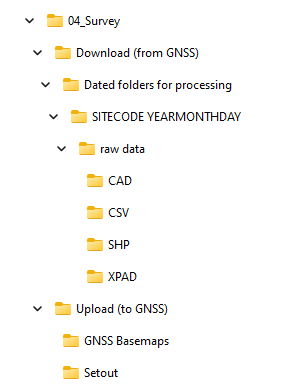 04_Survey
Download (from GNSS)
Dated folders for processing
SITECODE YEARMONTHDAY
raw data
CAD
CSV
SHP
XPAD
Upload (to GNSS)
GNSS Basemaps
Setout